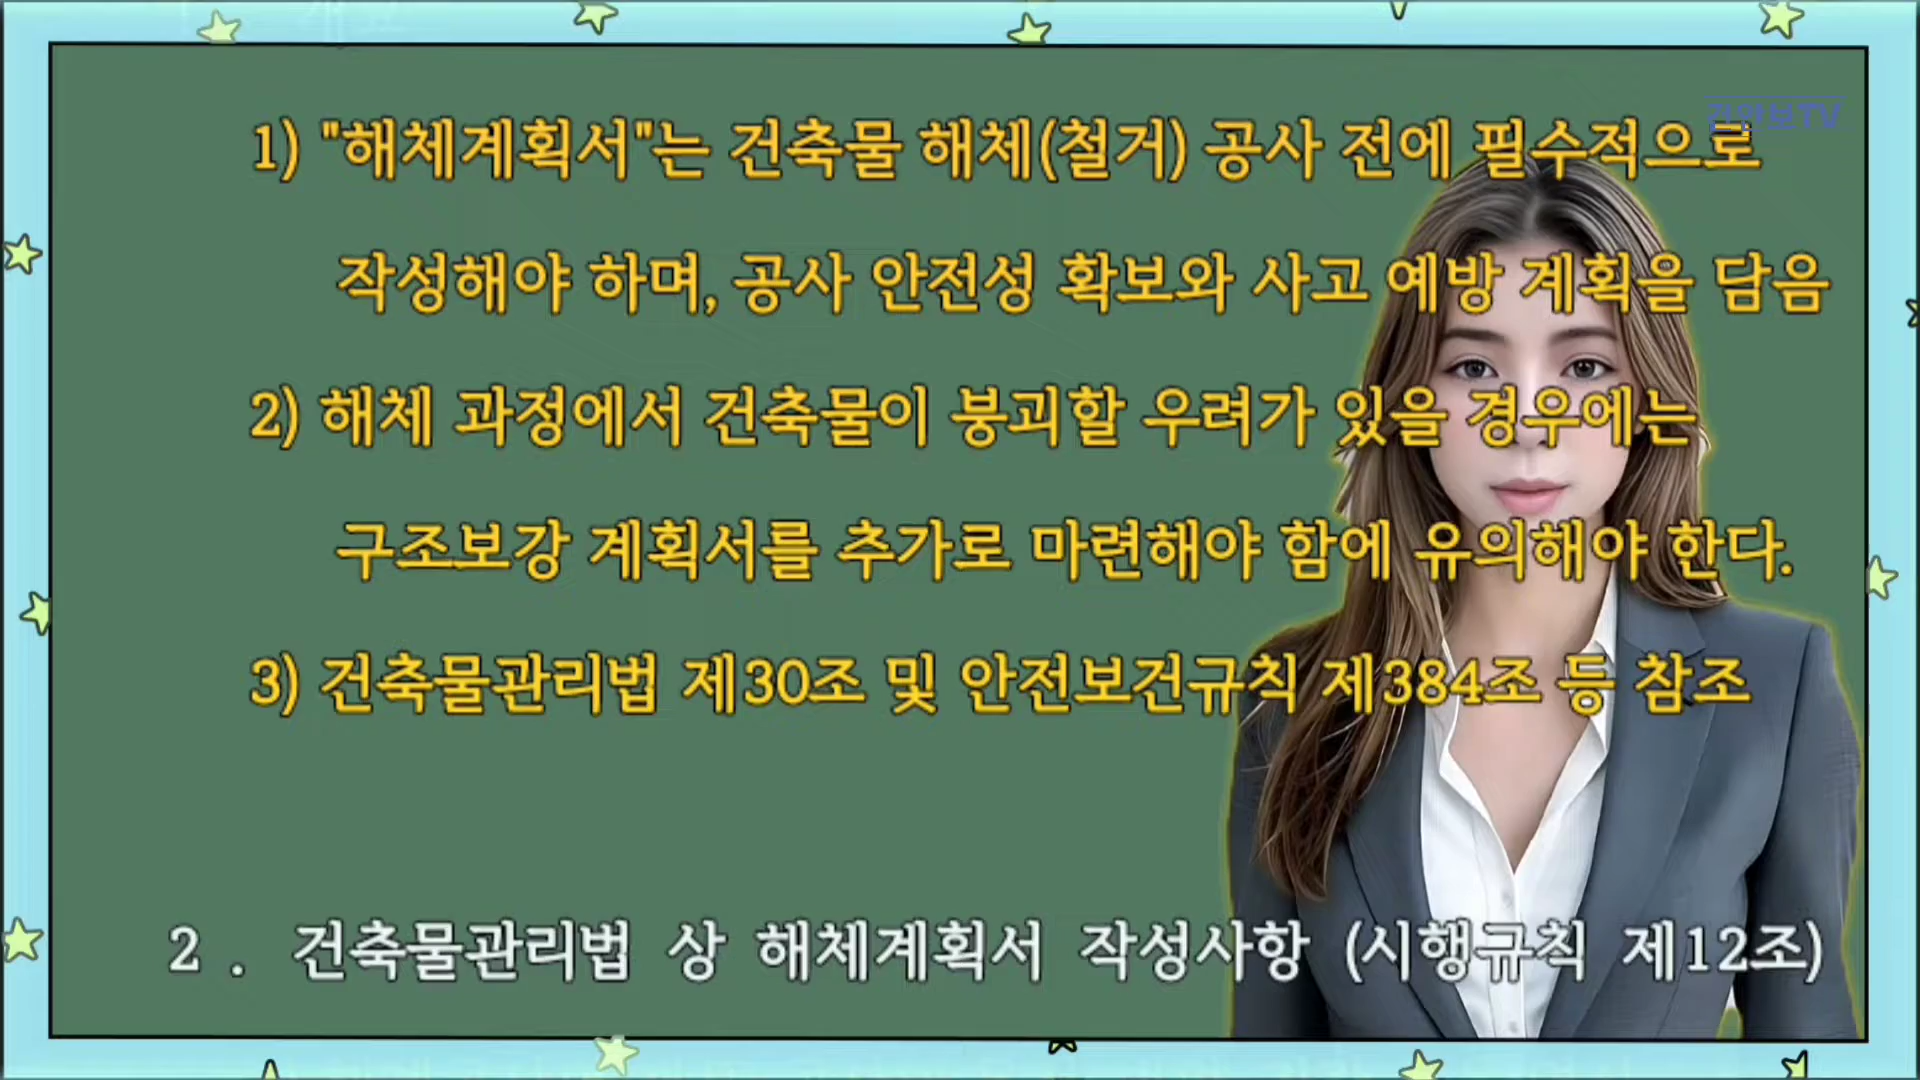 건안보TV
1) "해체계획서"는 건축물 해체(철거) 공사 전에 필수적으로
작성해야 하며, 공사 안전성 확보와 사고 예방 계획을 담음
2) 해체 과정에서 건축물이 붕괴할 우려가 있을 경우에는
구조보강 계획서를 추가로 마련해야 함에 유의해야 한다.
3) 건축물관리법 제30조 및 안전보건규칙 제384조 등 참조
2. 건축물관리법 상 해체계획서 작성사항 (시행규칙 제12조)